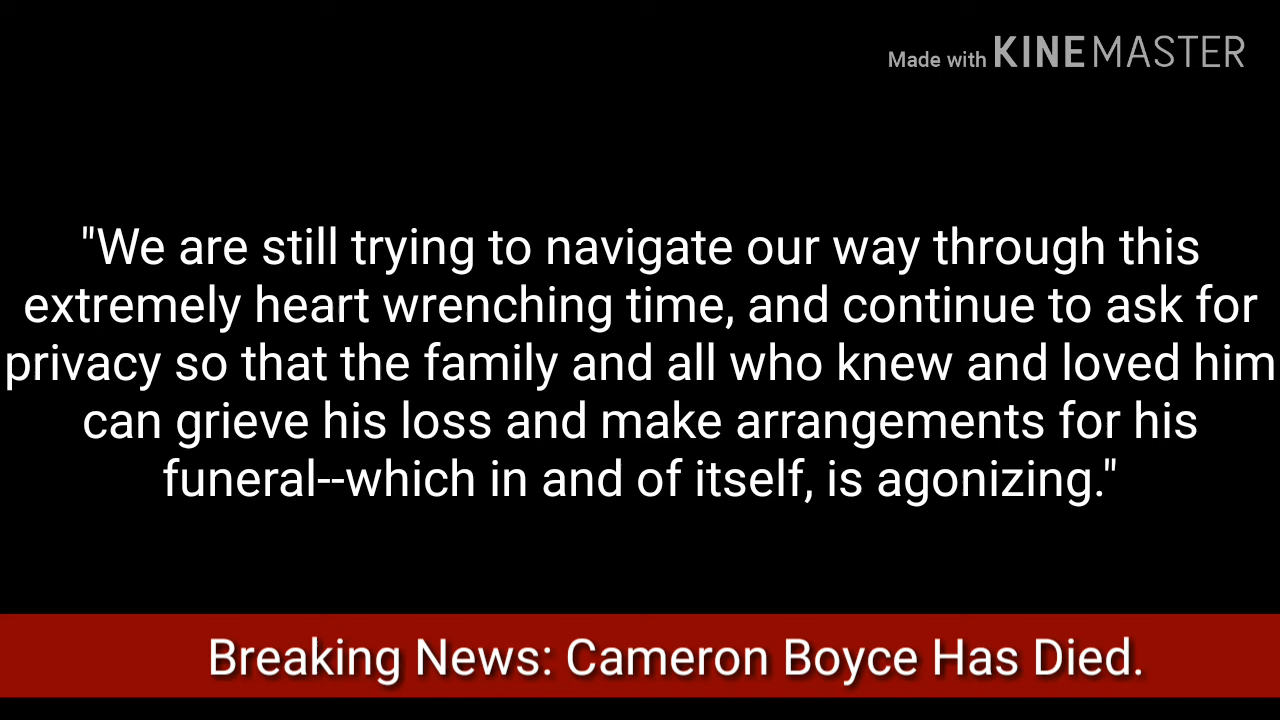 Made with KINEMASTER
"We are still trying to navigate our way through this
extremely heart wrenching time, and continue to ask for
privacy so that the family and all who knew and loved him
can grieve his loss and make arrangements for his
funeral--which in and of itself, is agonizing."
Breaking News: Cameron Boyce Has Died.